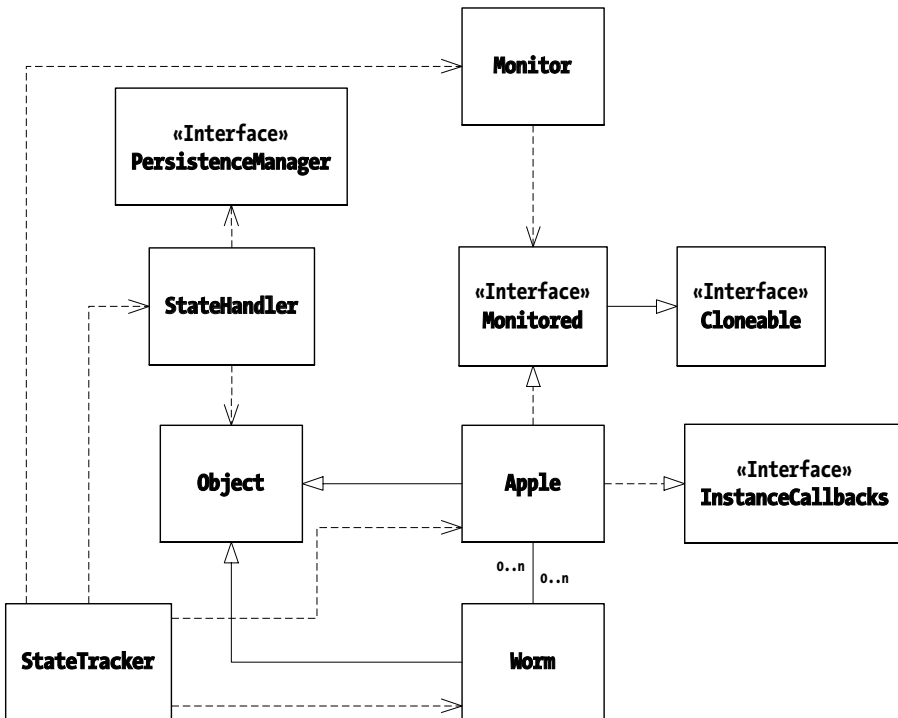 Monitor
«Interface»
PersistenceManager
StateHandler
«Interface»
Monitored
«Interface»
Cloneable
Object
Apple
«Interface»
InstanceCallbacks
0..n
0..n
StateTracker
Worm